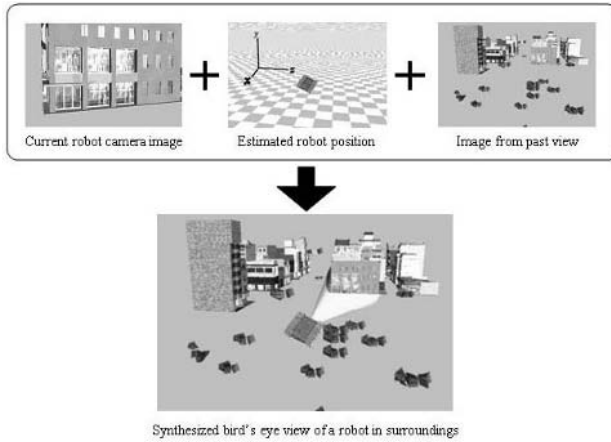 y
x
z
Current robot camera image
Estimated robot position
Image from past view
Synthesized bird's eye view of a robot in surroundings